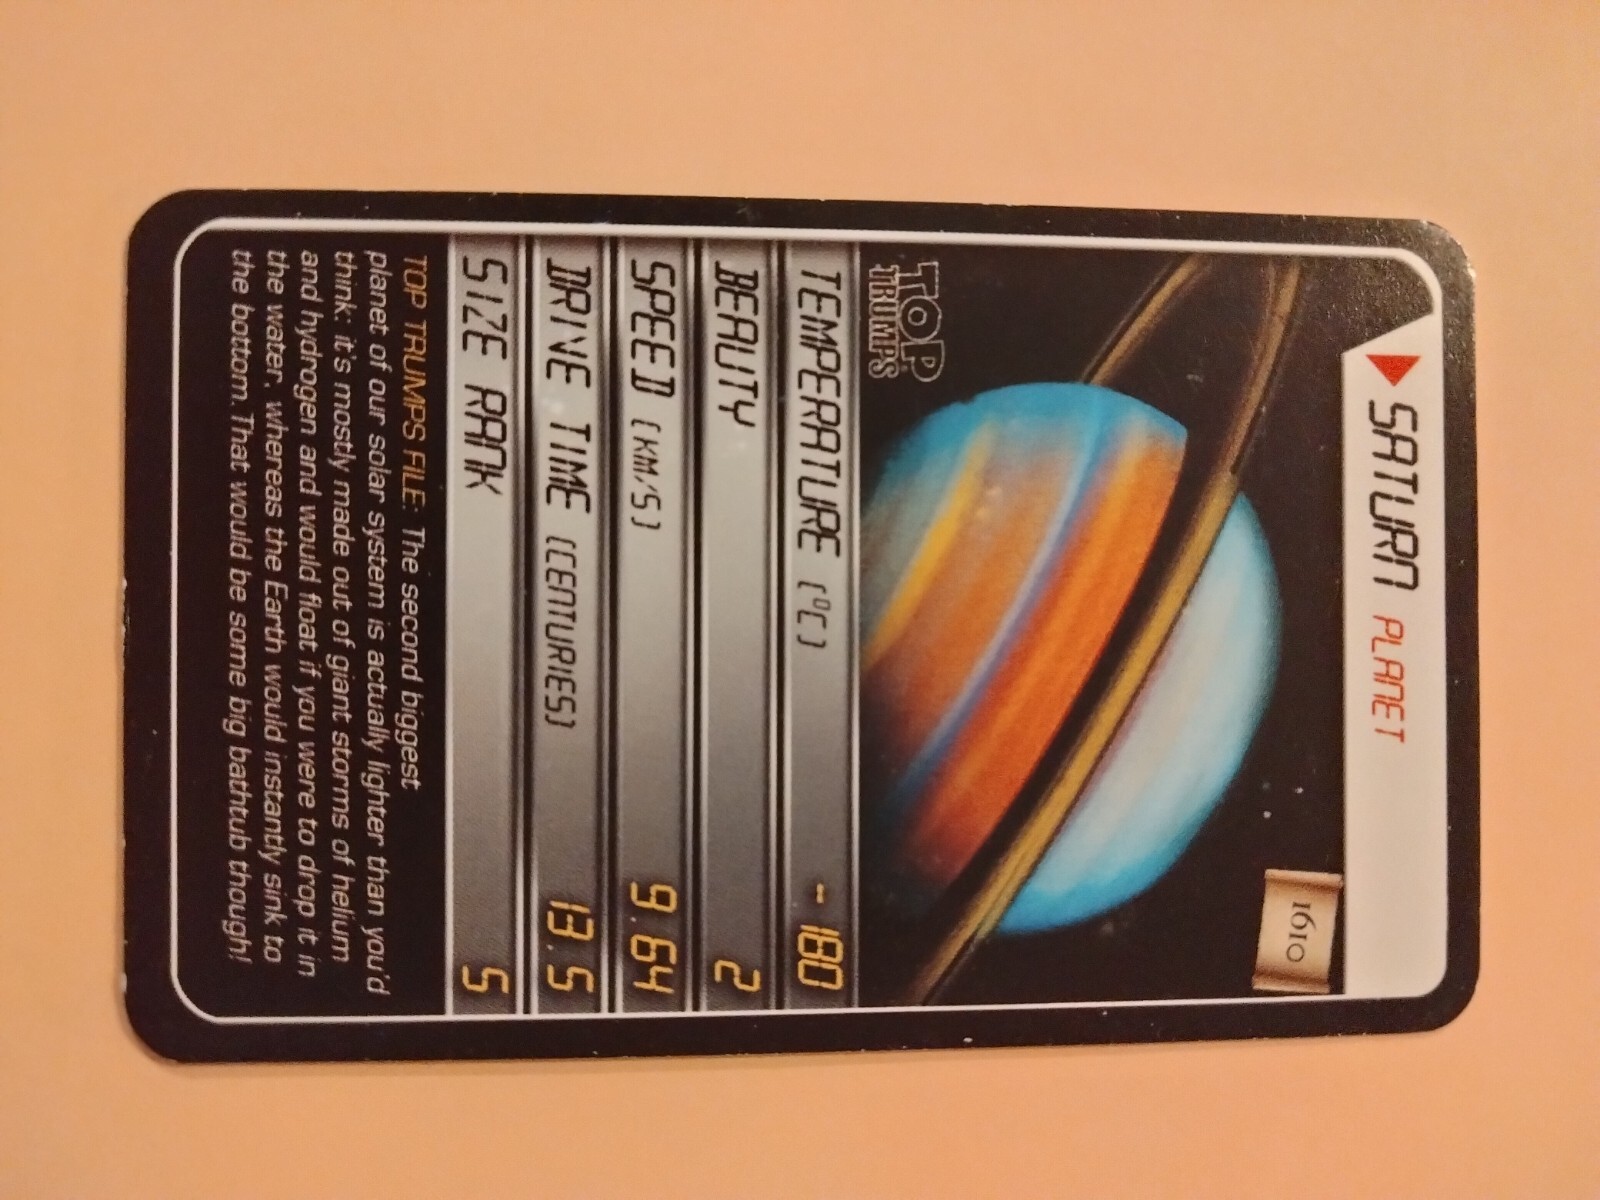 SATURN PLANET
1610
TOP
TRUMPS
TEMPERATURE (°C) -180
BEAUTY 2
SPEED (KM/S) 9.64
DRIVE TIME (CENTURIES) 13.5
SIZE RANK 5
TOP TRUMPS FILE: The second biggest
planet of our solar system is actually lighter than you'd
think: it's mostly made out of giant storms of helium
and hydrogen and would float if you were to drop it in
the water, whereas the Earth would instantly sink to
the bottom. That would be some big bathtub though!